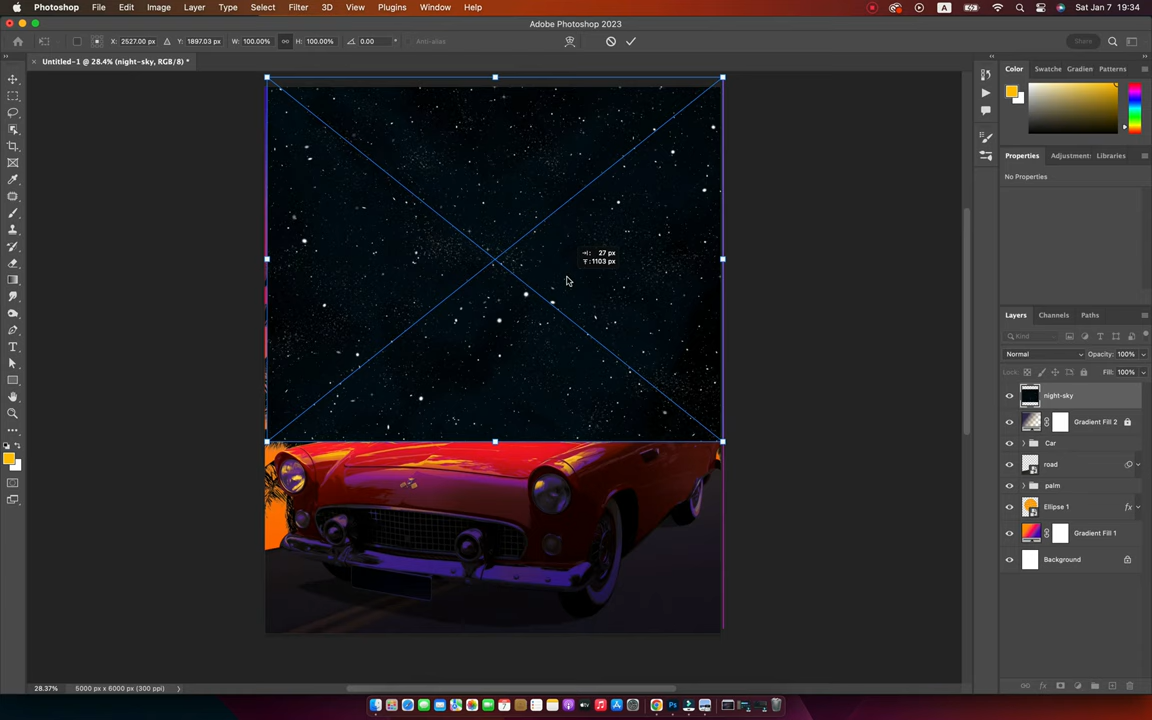 Photoshop File Edit Image Layer Type Select Filter 3D View Plugins Window Help Sat Jan 7 19:34
Adobe Photoshop 2023
X: 2527.00 px Y: 1897.03 px W: 100.00% H: 100.00% 0.00 ° Anti-alias Share
Untitled-1 @ 28.4% (night-sky, RGB/8) *
Color Swatche Gradien Patterns
Properties Adjustment: Libraries
No Properties
27 px
1103 px
Layers Channels Paths
Kind
Normal Opacity: 100%
Lock: Fill: 100%
night-sky
Gradient Fill 2
Car
road
palm
Ellipse 1 fx
Gradient Fill 1
Background
28.37% 5000 px x 6000 px (300 ppi)